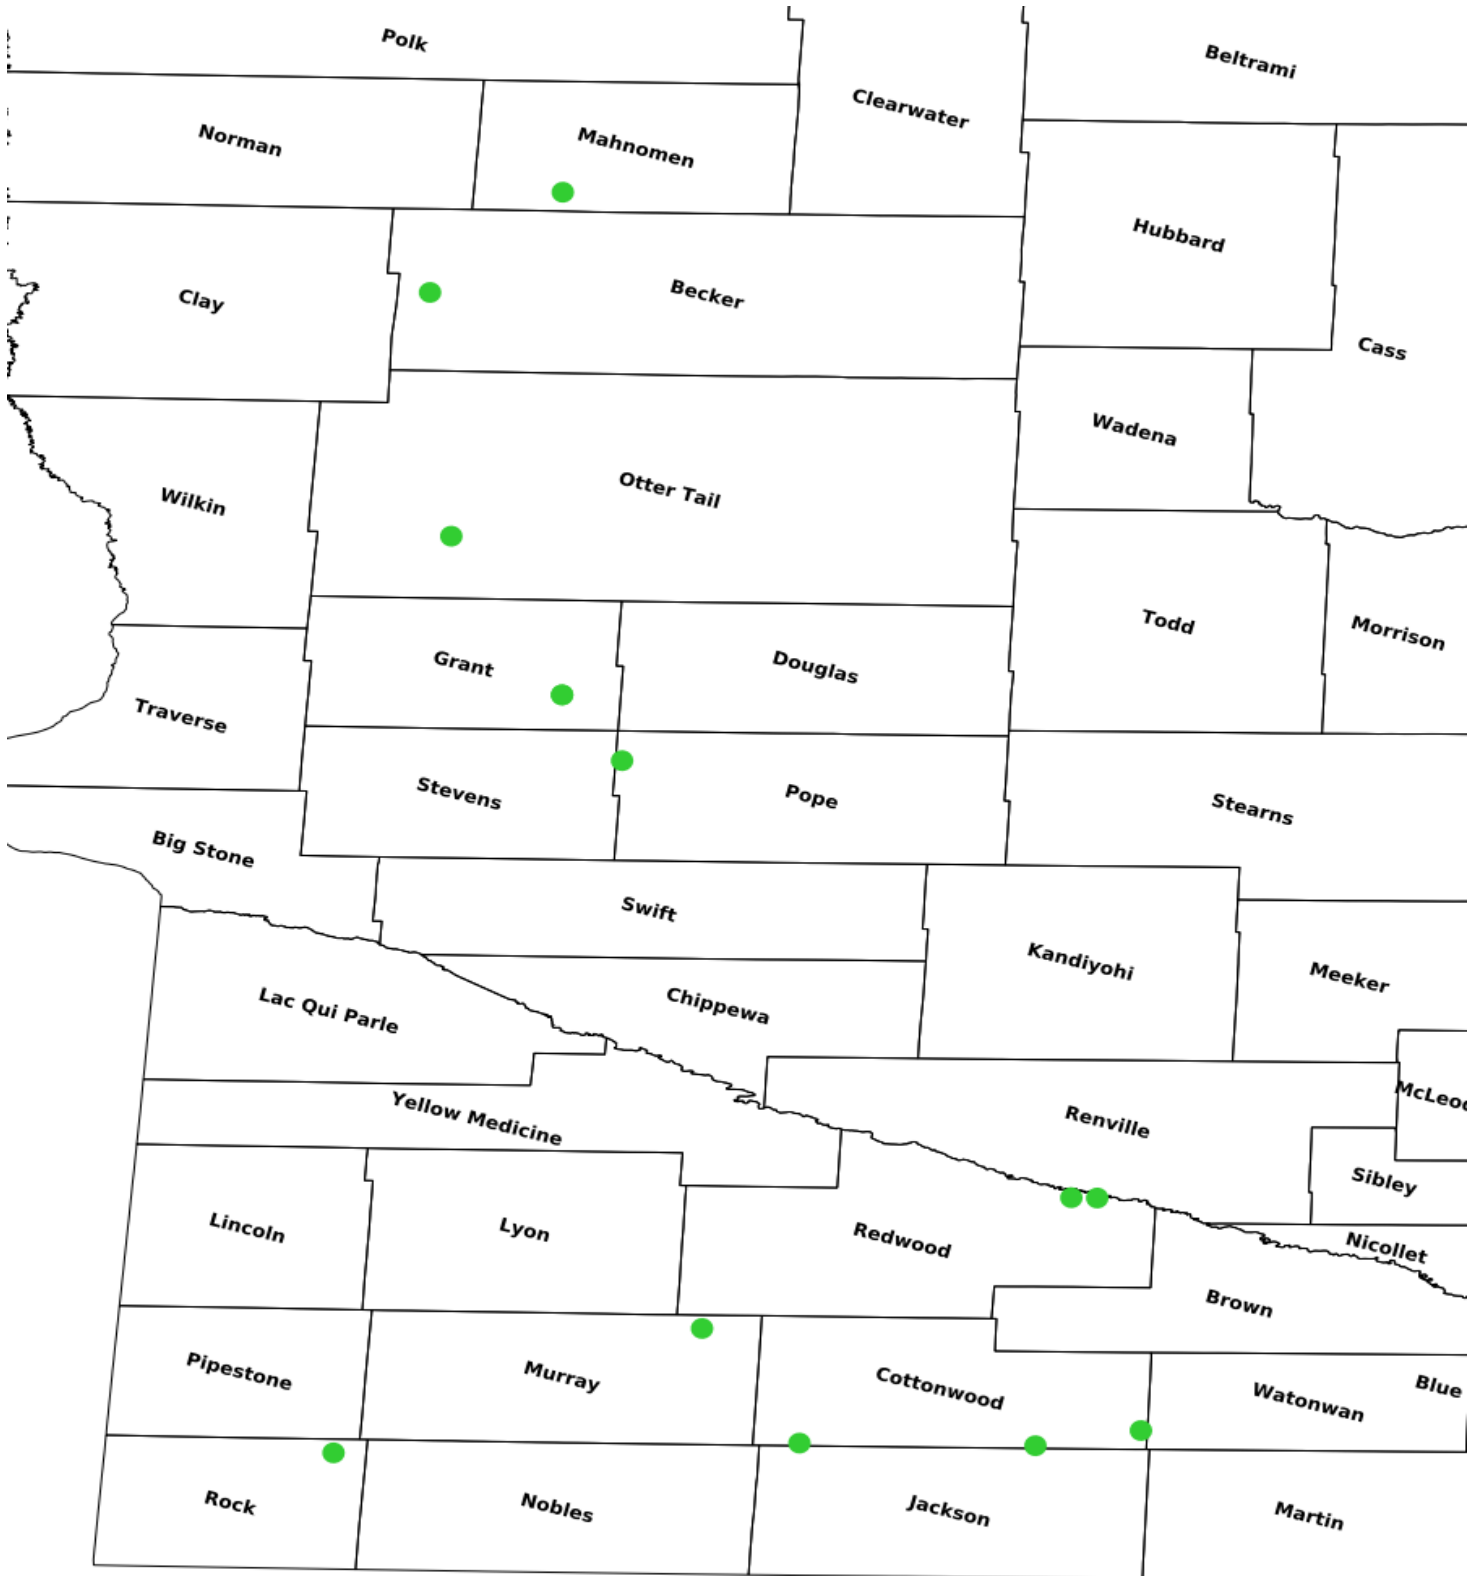 Polk
Beltrami
Clearwater
Norman
Mahnomen
Hubbard
Clay
Becker
Cass
Wadena
Wilkin
Otter Tail
Todd
Morrison
Grant
Douglas
Traverse
Stevens
Pope
Stearns
Big Stone
Swift
Kandiyohi
Meeker
Lac Qui Parle
Chippewa
McLeod
Yellow Medicine
Renville
Sibley
Lincoln
Lyon
Redwood
Nicollet
Brown
Pipestone
Murray
Cottonwood
Watonwan
Blue
Rock
Nobles
Jackson
Martin